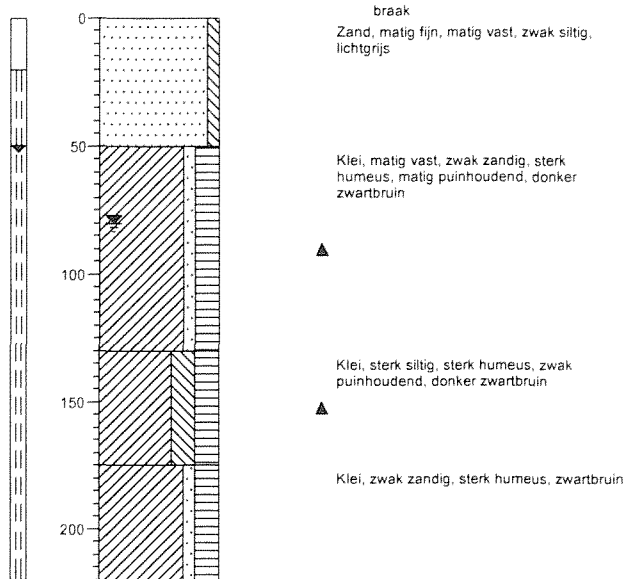 braak
0
Zand, matig fijn, matig vast, zwak siltig,
lichtgrijs
50
Klei, matig vast, zwak zandig, sterk
humeus, matig puinhoudend, donker
zwartbruin
100
Klei, sterk siltig, sterk humeus, zwak
puinhoudend, donker zwartbruin
150
Klei, zwak zandig, sterk humeus, zwartbruin
200